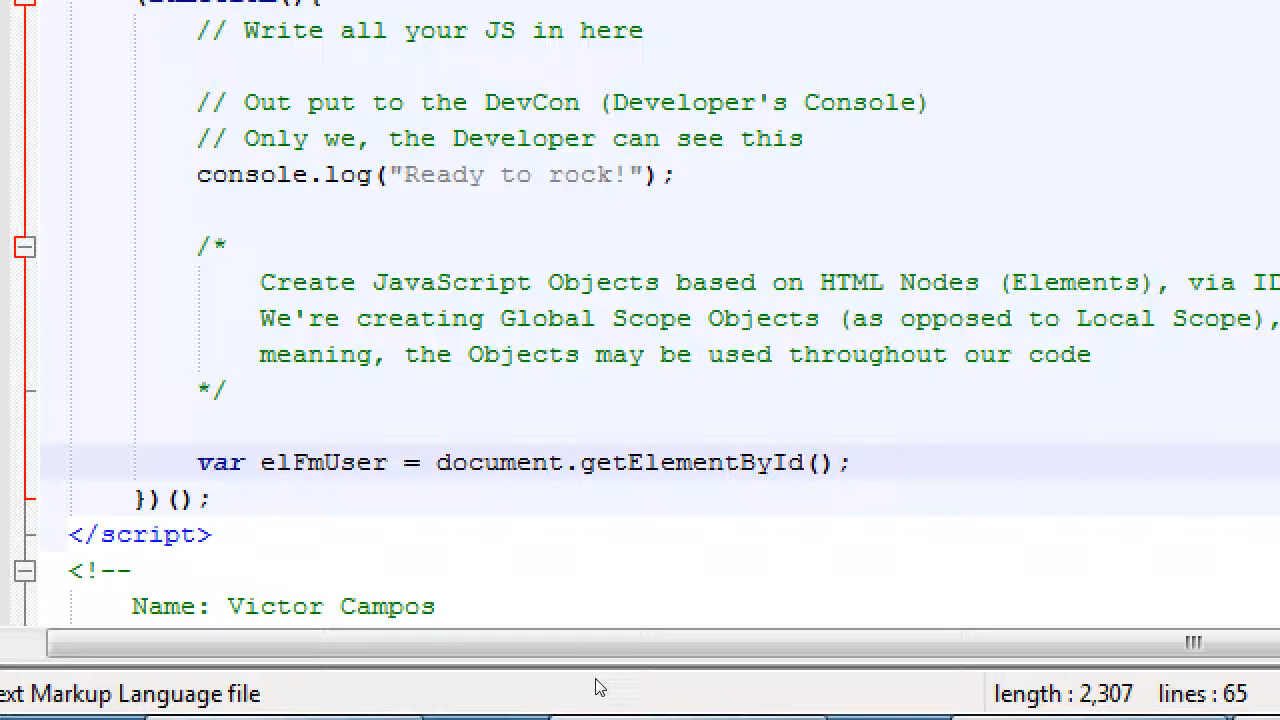 // Write all your JS in here
// Out put to the DevCon (Developer's Console)
// Only we, the Developer can see this
console.log("Ready to rock!");
/*
Create JavaScript Objects based on HTML Nodes (Elements), via ID
We're creating Global Scope Objects (as opposed to Local Scope),
meaning, the Objects may be used throughout our code
*/
var elFmUser = document.getElementById();
})();
</script>
<!--
Name: Victor Campos
ext Markup Language file length : 2,307 lines : 65